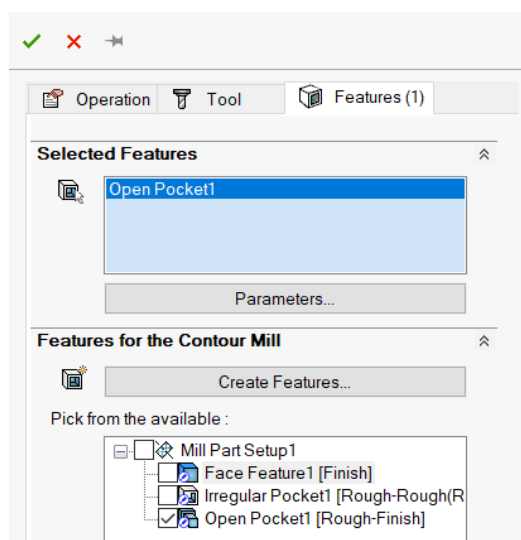 Operation Tool Features (1)
Selected Features
Open Pocket1
Parameters...
Features for the Contour Mill
Create Features...
Pick from the available :
Mill Part Setup1
Face Feature1 [Finish]
Irregular Pocket1 [Rough-Rough(R
Open Pocket1 [Rough-Finish]